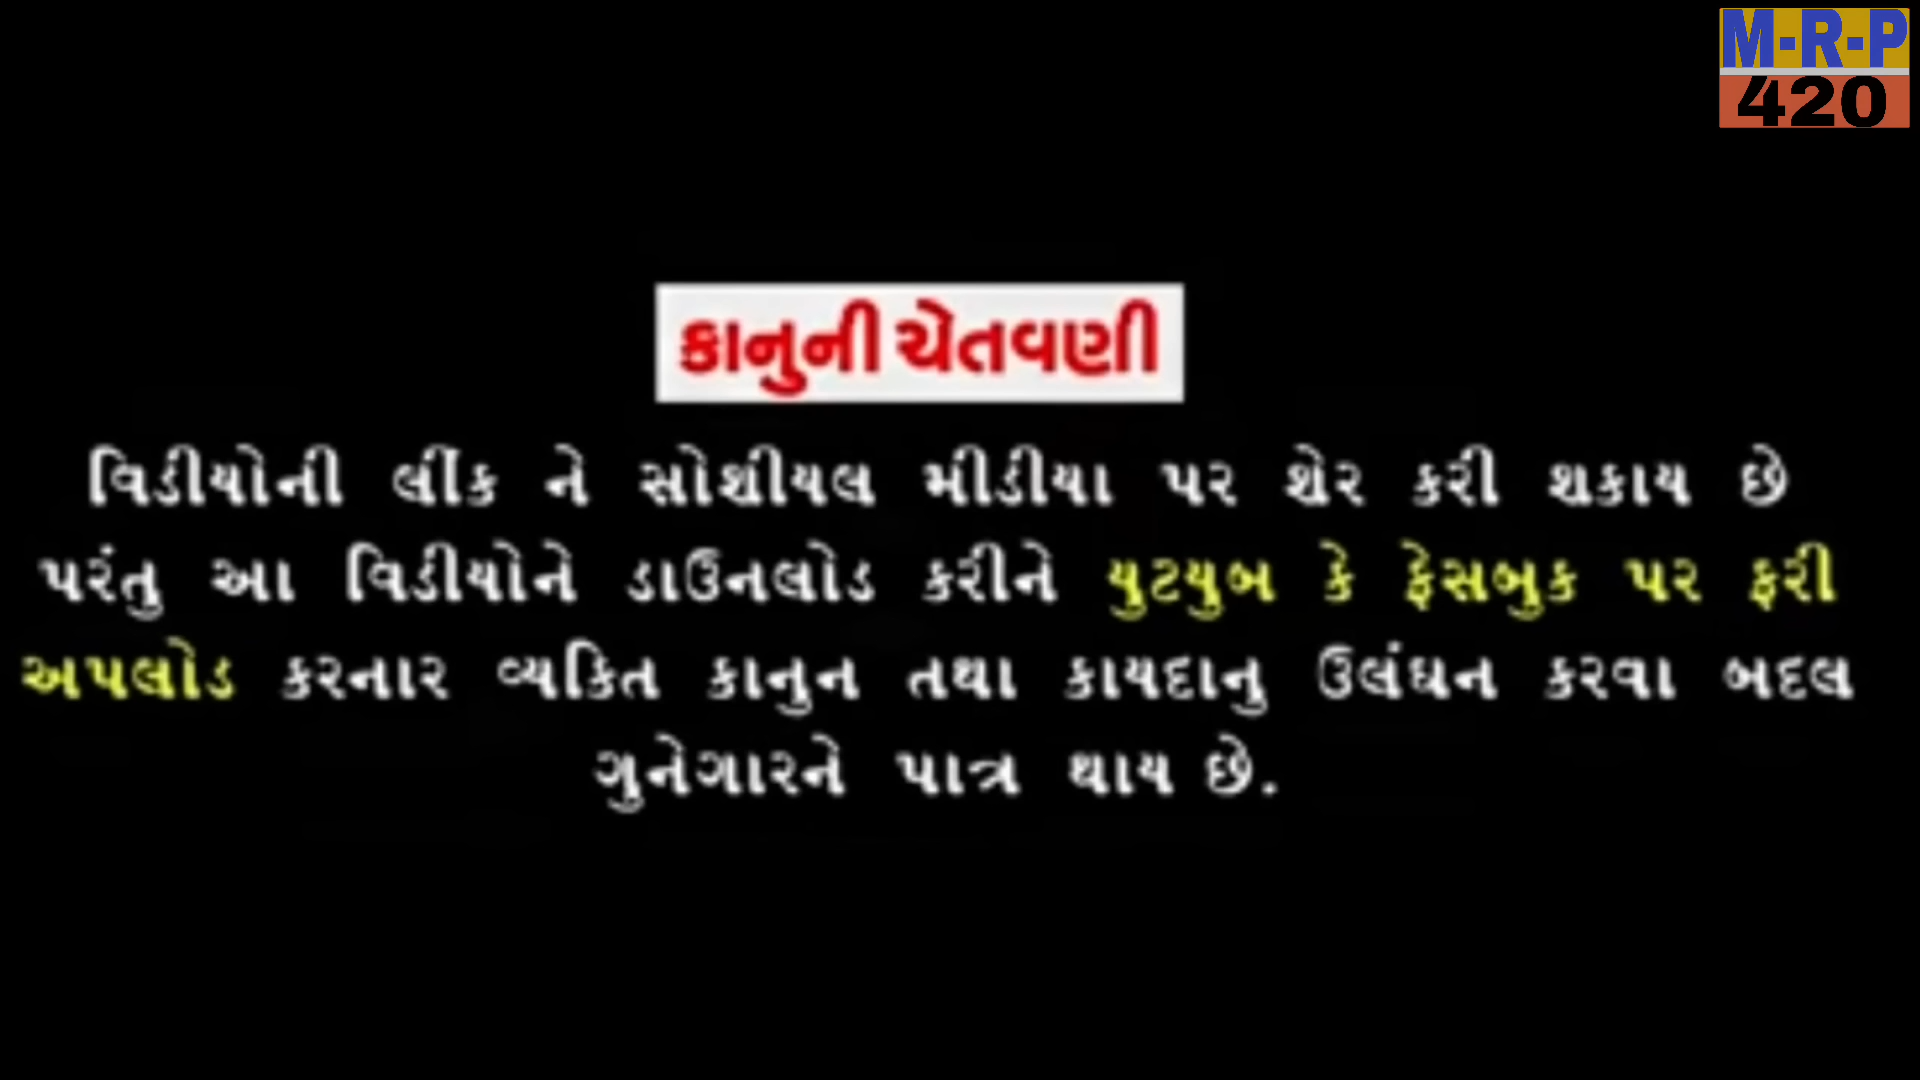 M-R-P
420
કાનુની ચેતવણી
વિડીયોની લીંક ને સોશીયલ મીડીયા પર શેર કરી શકાય છે
પરંતુ આ વિડીયોને ડાઉનલોડ કરીને યુટયુબ કે ફેસબુક પર ફરી
અપલોડ કરનાર વ્યકિત કાનુન તથા કાયદાનુ ઉલંઘન કરવા બદલ
ગુનેગારને પાત્ર થાય છે.